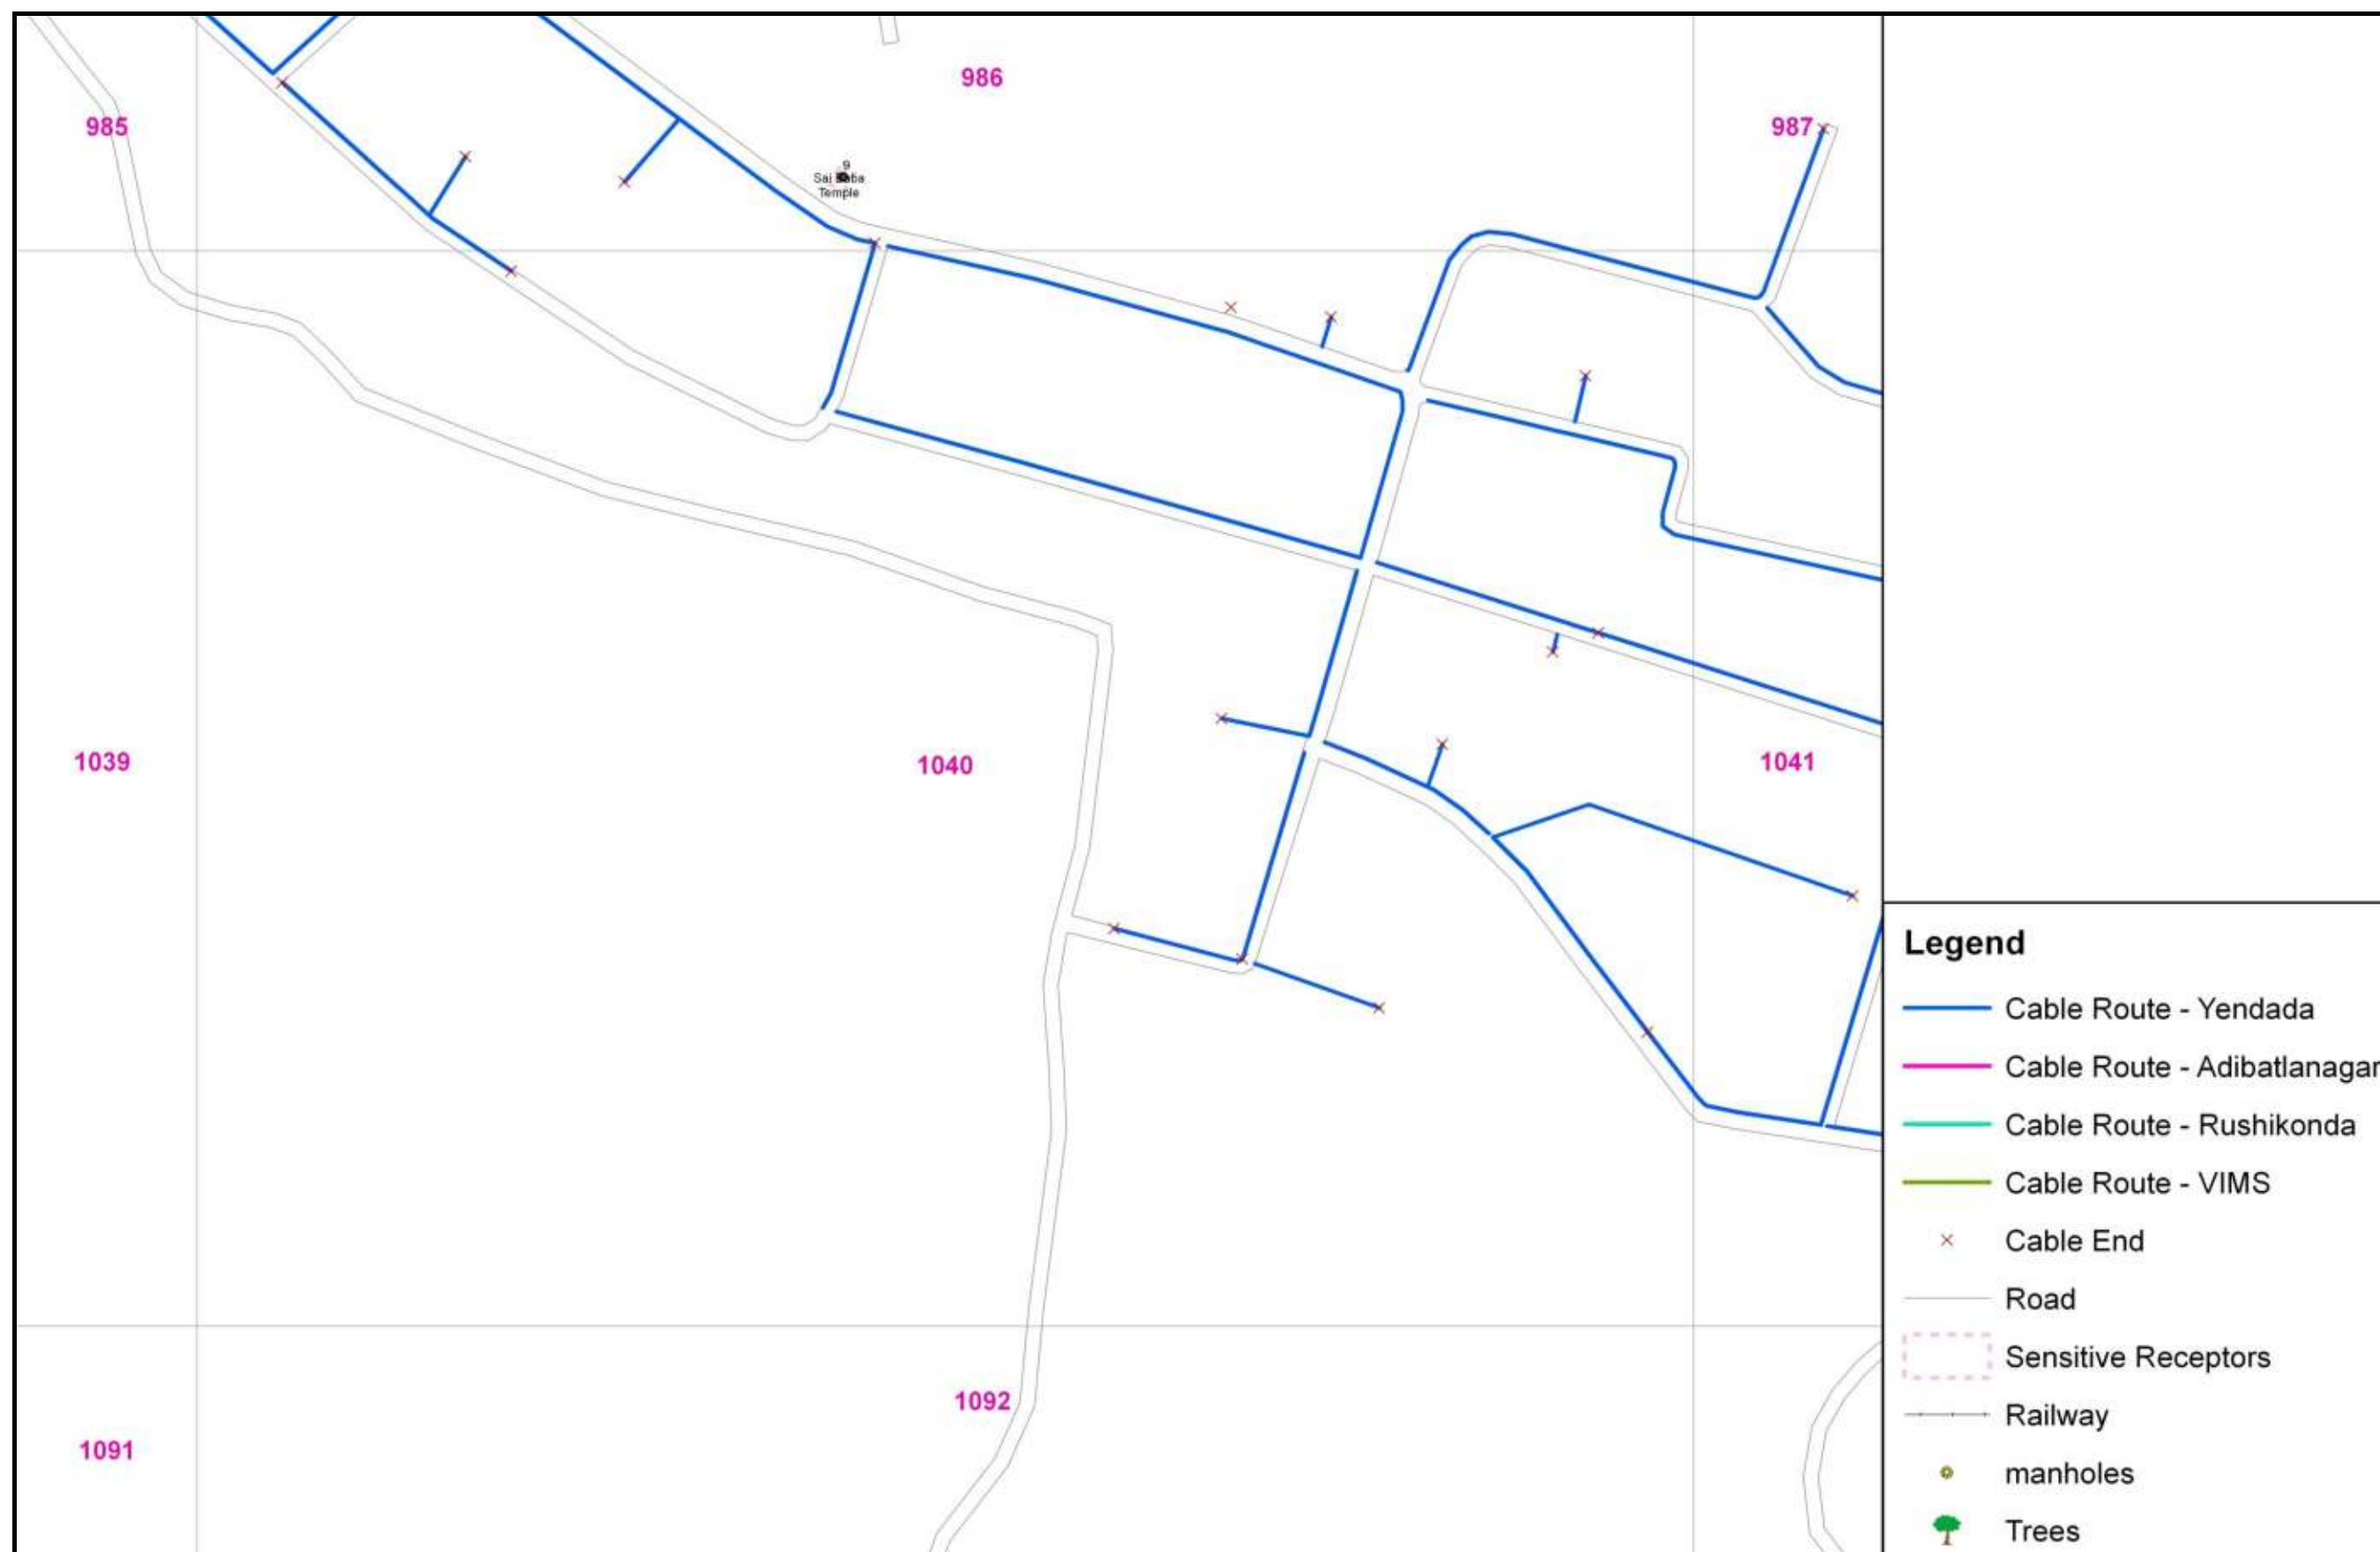 986
985
987
9
Sai Baba
Temple
1039
1040
1041
1092
1091
Legend
Cable Route - Yendada
Cable Route - Adibatlanagar
Cable Route - Rushikonda
Cable Route - VIMS
Cable End
Road
Sensitive Receptors
Railway
manholes
Trees